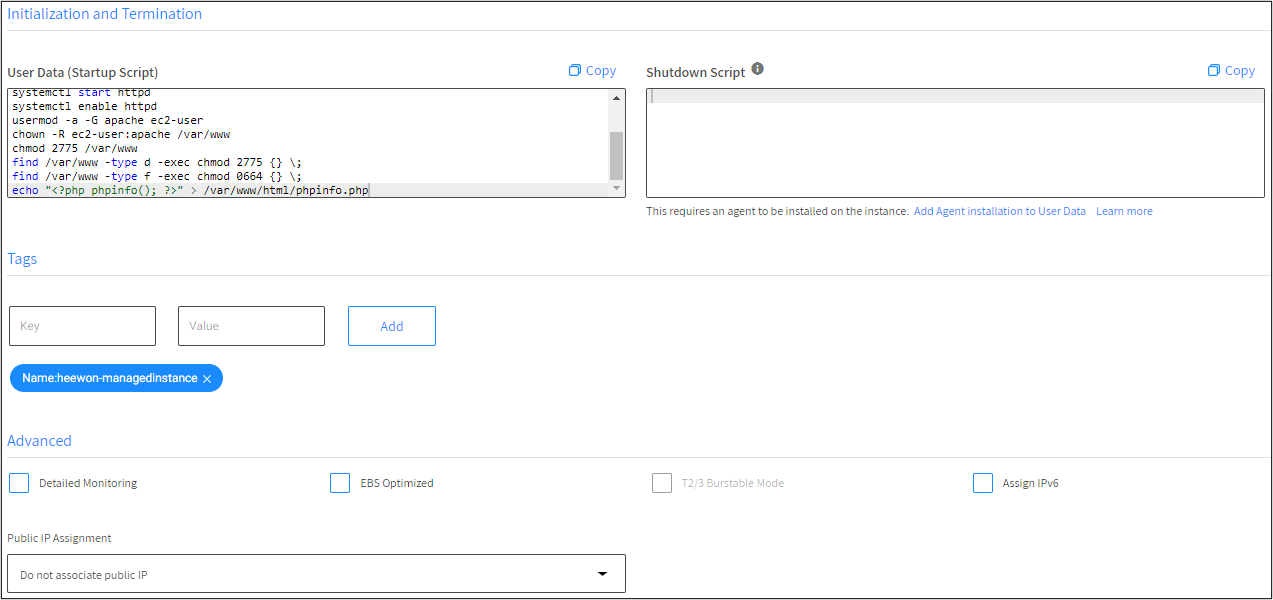 Initialization and Termination
User Data (Startup Script)
Copy
systemctl start httpd
systemctl enable httpd
usermod -a -G apache ec2-user
chown -R ec2-user:apache /var/www
chmod 2775 /var/www
find /var/www -type d -exec chmod 2775 {} \;
find /var/www -type f -exec chmod 0664 {} \;
echo "<?php phpinfo(); ?>" > /var/www/html/phpinfo.php
Shutdown Script
Copy
This requires an agent to be installed on the instance. Add Agent installation to User Data Learn more
Tags
Key
Value
Add
Name:heewon-managedinstance ×
Advanced
Detailed Monitoring
EBS Optimized
T2/3 Burstable Mode
Assign IPv6
Public IP Assignment
Do not associate public IP